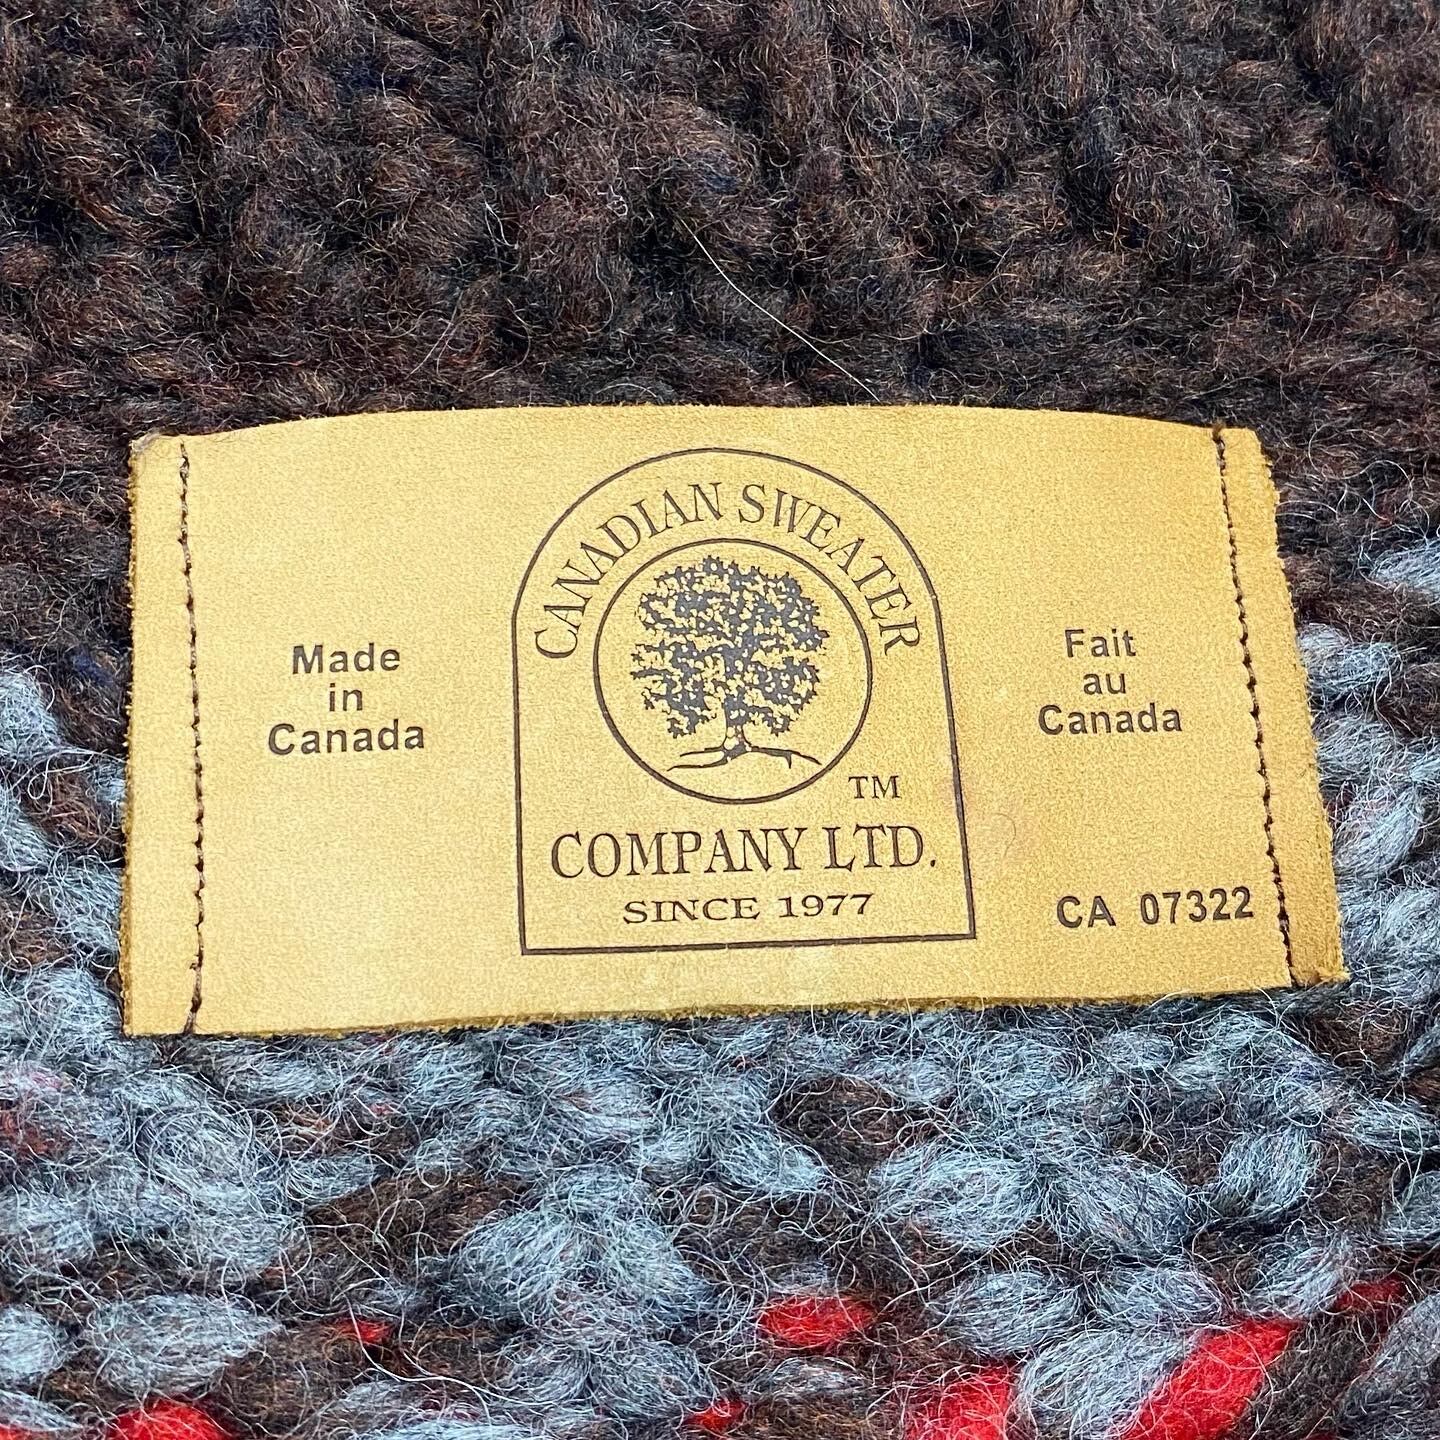 CANADIAN SWEATER
Made
in
Canada
TM
COMPANY LTD.
SINCE 1977
Fait
au
Canada
CA 07322